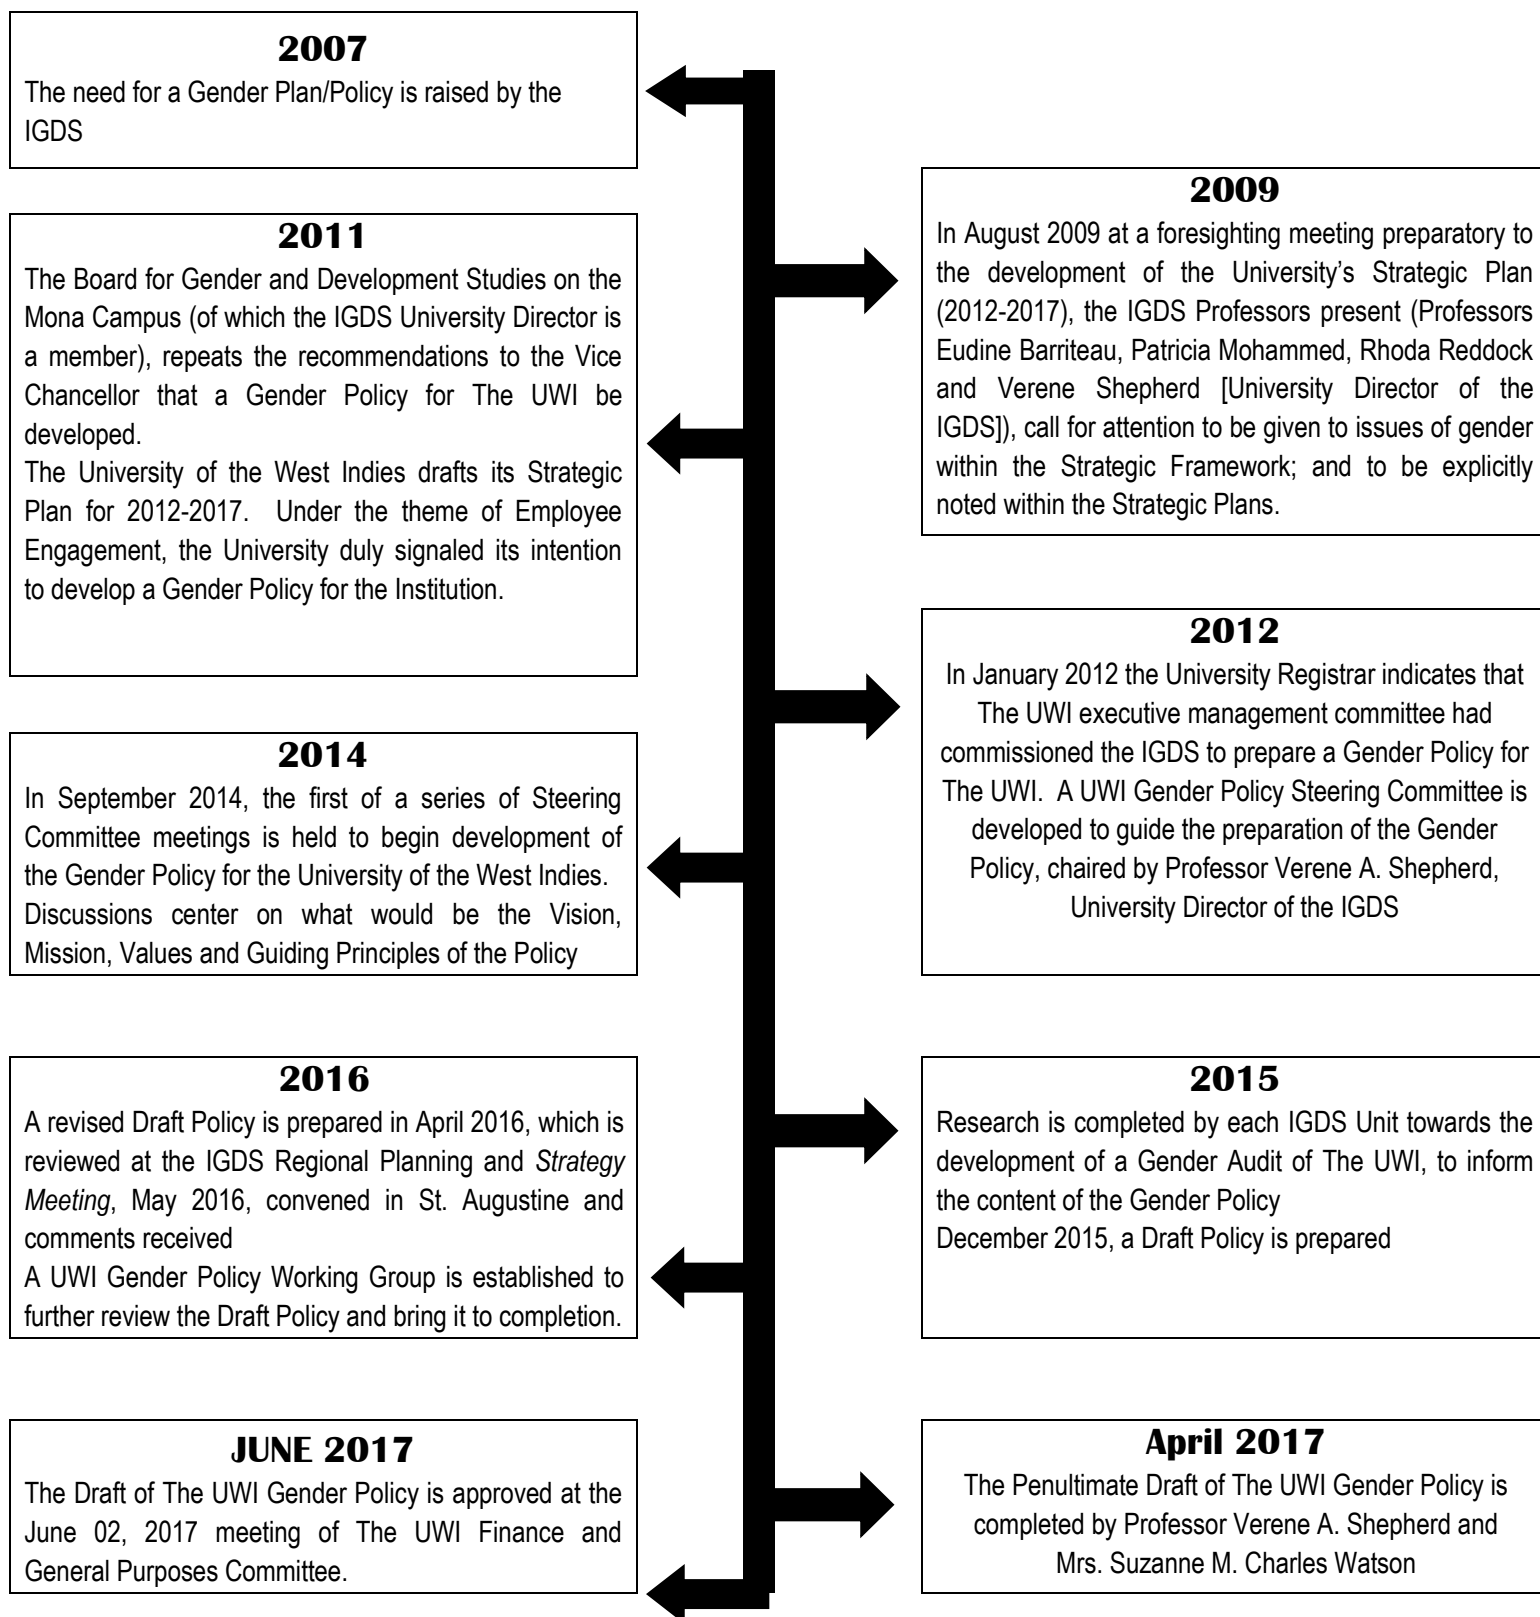 2007
The need for a Gender Plan/Policy is raised by the
IGDS
2009
In August 2009 at a foresighting meeting preparatory to
the development of the University's Strategic Plan
(2012-2017), the IGDS Professors present (Professors
Eudine Barriteau, Patricia Mohammed, Rhoda Reddock
and Verene Shepherd [University Director of the
IGDS]), call for attention to be given to issues of gender
within the Strategic Framework; and to be explicitly
noted within the Strategic Plans.
2011
The Board for Gender and Development Studies on the
Mona Campus (of which the IGDS University Director is
a member), repeats the recommendations to the Vice
Chancellor that a Gender Policy for The UWI be
developed.
The University of the West Indies drafts its Strategic
Plan for 2012-2017. Under the theme of Employee
Engagement, the University duly signaled its intention
to develop a Gender Policy for the Institution.
2012
In January 2012 the University Registrar indicates that
The UWI executive management committee had
commissioned the IGDS to prepare a Gender Policy for
The UWI. A UWI Gender Policy Steering Committee is
developed to guide the preparation of the Gender
Policy, chaired by Professor Verene A. Shepherd,
University Director of the IGDS
2014
In September 2014, the first of a series of Steering
Committee meetings is held to begin development of
the Gender Policy for the University of the West Indies.
Discussions center on what would be the Vision,
Mission, Values and Guiding Principles of the Policy
2015
Research is completed by each IGDS Unit towards the
development of a Gender Audit of The UWI, to inform
the content of the Gender Policy
December 2015, a Draft Policy is prepared
2016
A revised Draft Policy is prepared in April 2016, which is
reviewed at the IGDS Regional Planning and Strategy
Meeting, May 2016, convened in St. Augustine and
comments received
A UWI Gender Policy Working Group is established to
further review the Draft Policy and bring it to completion.
April 2017
The Penultimate Draft of The UWI Gender Policy is
completed by Professor Verene A. Shepherd and
Mrs. Suzanne M. Charles Watson
JUNE 2017
The Draft of The UWI Gender Policy is approved at the
June 02, 2017 meeting of The UWI Finance and
General Purposes Committee.